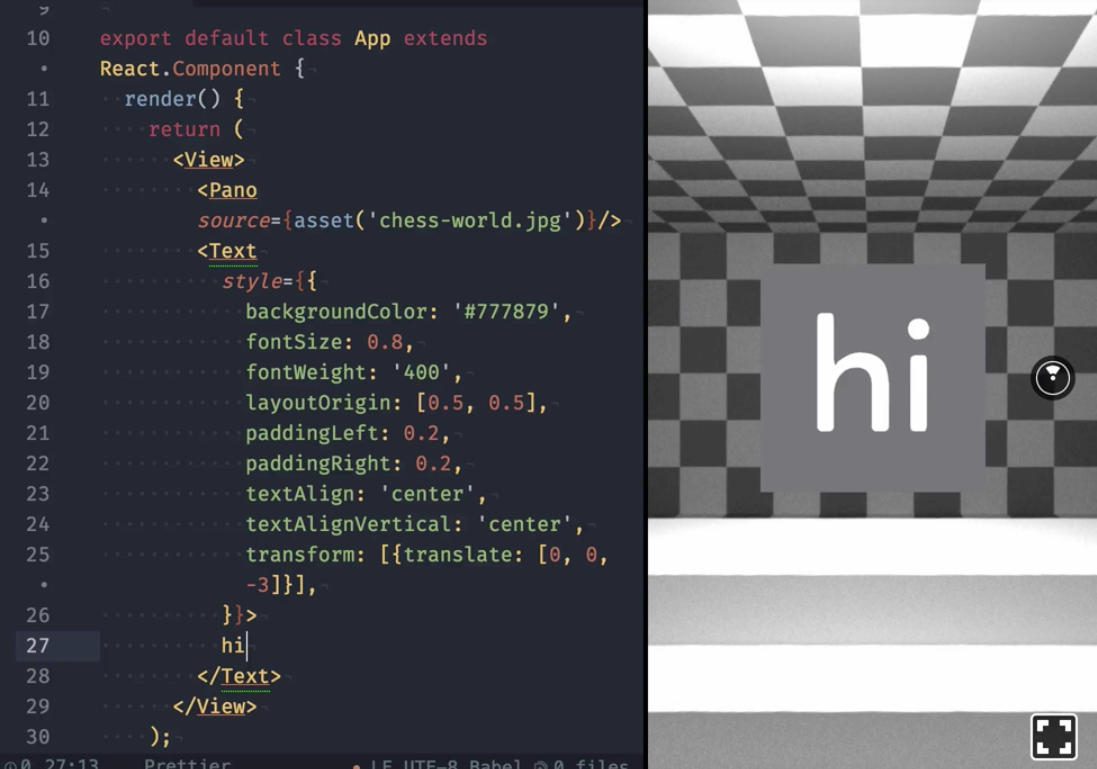 9
10 export default class App extends
• React.Component {
11 render() {
12 return (
13 <View>
14 <Pano
• source={asset('chess-world.jpg')}/>
15 <Text
16 style={{
17 backgroundColor: '#777879',
18 fontSize: 0.8,
19 fontWeight: '400',
20 layoutOrigin: [0.5, 0.5],
21 paddingLeft: 0.2,
22 paddingRight: 0.2,
23 textAlign: 'center',
24 textAlignVertical: 'center',
25 transform: [{translate: [0, 0,
• -3]}],
26 }}>
27 hi
28 </Text>
29 </View>
30 );
0 27:13 Prettier LF UTF-8 Babel 0 files
hi